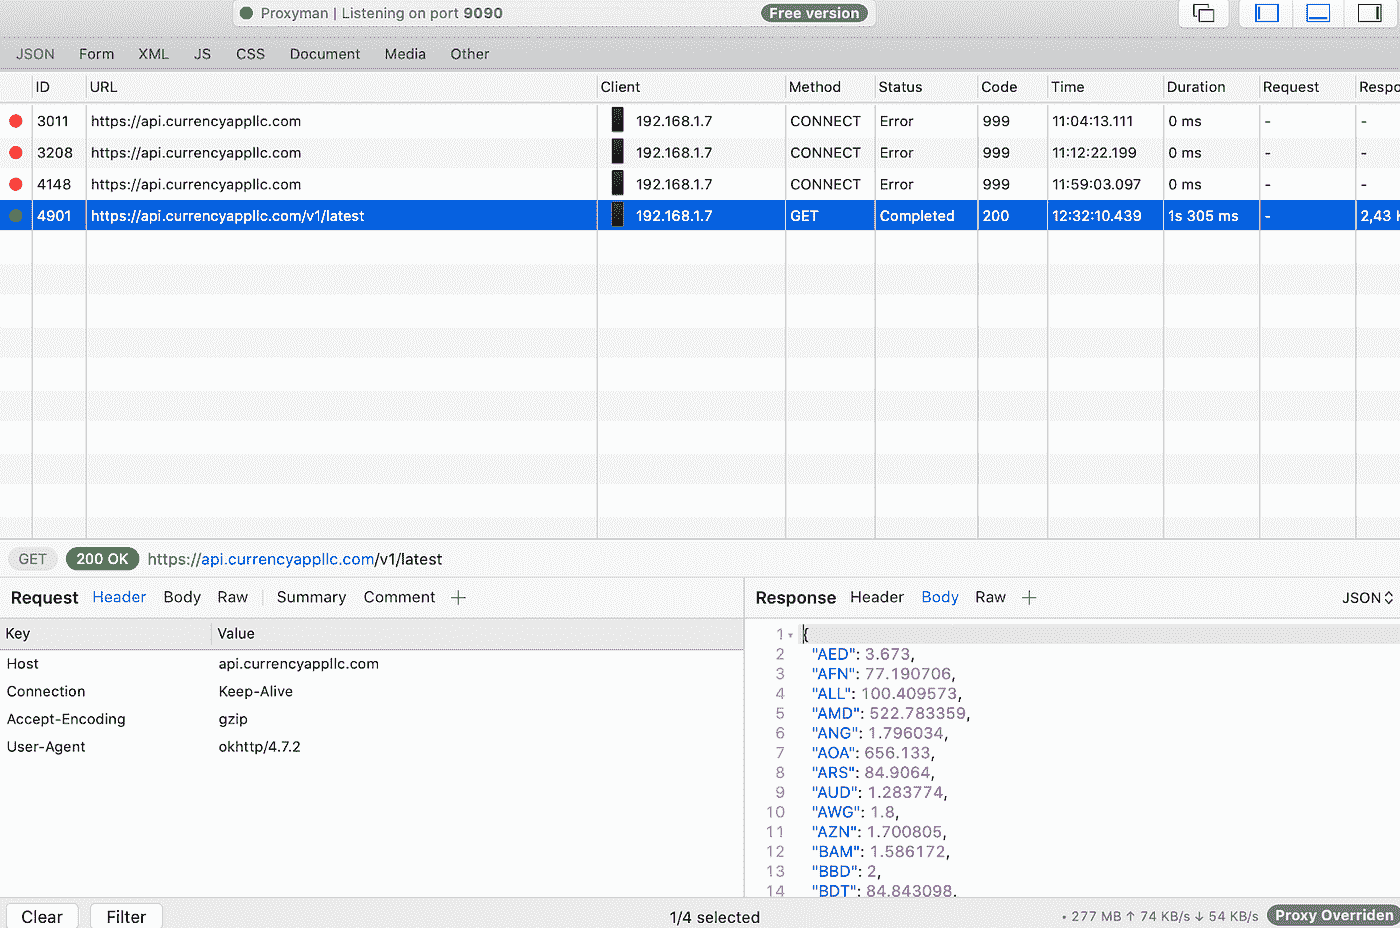 Proxyman | Listening on port 9090 Free version
JSON Form XML JS CSS Document Media Other
ID URL Client Method Status Code Time Duration Request Respo
3011 https://api.currencyappllc.com 192.168.1.7 CONNECT Error 999 11:04:13.111 0 ms - -
3208 https://api.currencyappllc.com 192.168.1.7 CONNECT Error 999 11:12:22.199 0 ms - -
4148 https://api.currencyappllc.com 192.168.1.7 CONNECT Error 999 11:59:03.097 0 ms - -
4901 https://api.currencyappllc.com/v1/latest 192.168.1.7 GET Completed 200 12:32:10.439 1s 305 ms - 2,43
GET 200 OK https://api.currencyappllc.com/v1/latest
Request Header Body Raw Summary Comment +
Key Value
Host api.currencyappllc.com
Connection Keep-Alive
Accept-Encoding gzip
User-Agent okhttp/4.7.2
Response Header Body Raw + JSON
1 {
2 "AED": 3.673,
3 "AFN": 77.190706,
4 "ALL": 100.409573,
5 "AMD": 522.783359,
6 "ANG": 1.796034,
7 "AOA": 656.133,
8 "ARS": 84.9064,
9 "AUD": 1.283774,
10 "AWG": 1.8,
11 "AZN": 1.700805,
12 "BAM": 1.586172,
13 "BBD": 2,
14 "BDT": 84.843098,
Clear Filter 1/4 selected • 277 MB ↑ 74 KB/s ↓ 54 KB/s Proxy Overriden